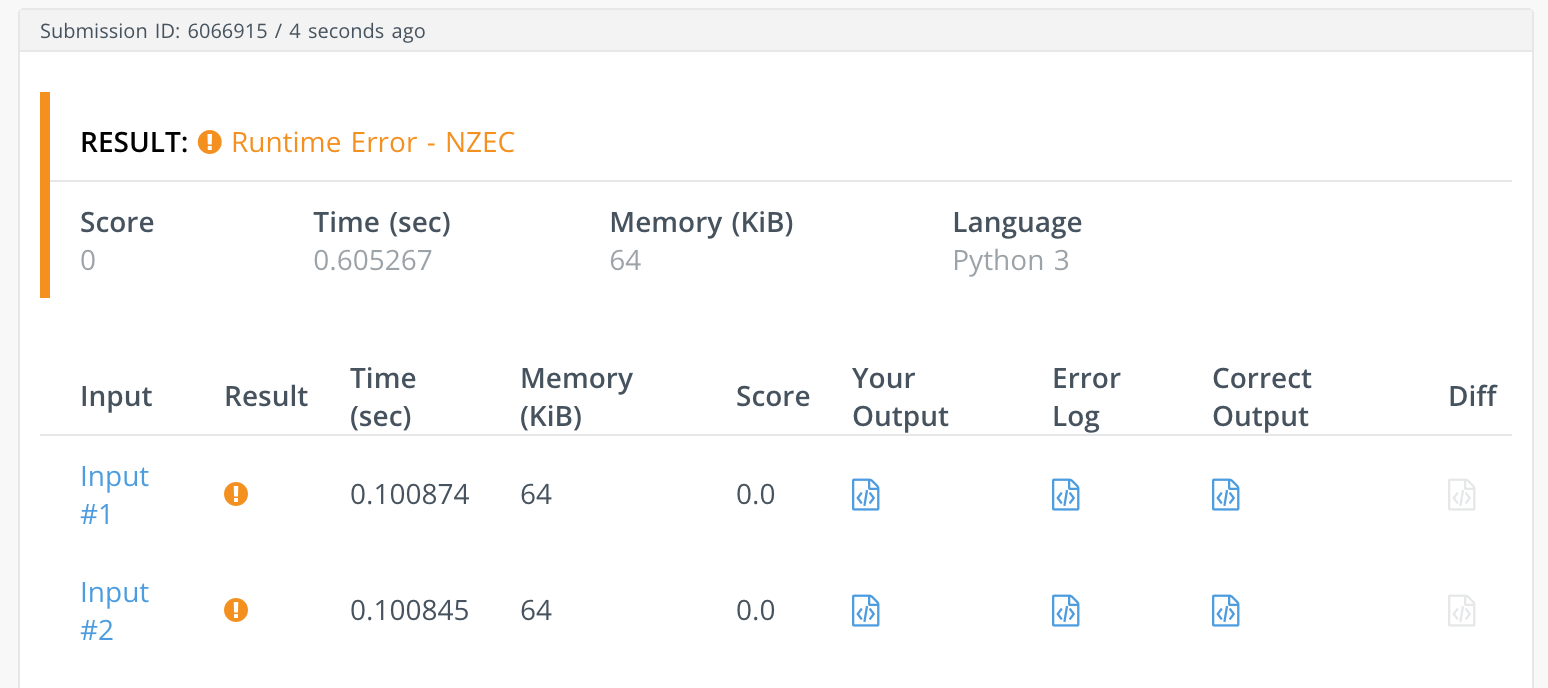 Submission ID: 6066915 / 4 seconds ago
RESULT: Runtime Error - NZEC
Score Time (sec) Memory (KiB) Language
0 0.605267 64 Python 3
Input Result Time (sec) Memory (KiB) Score Your Output Error Log Correct Output Diff
Input #1 0.100874 64 0.0
Input #2 0.100845 64 0.0